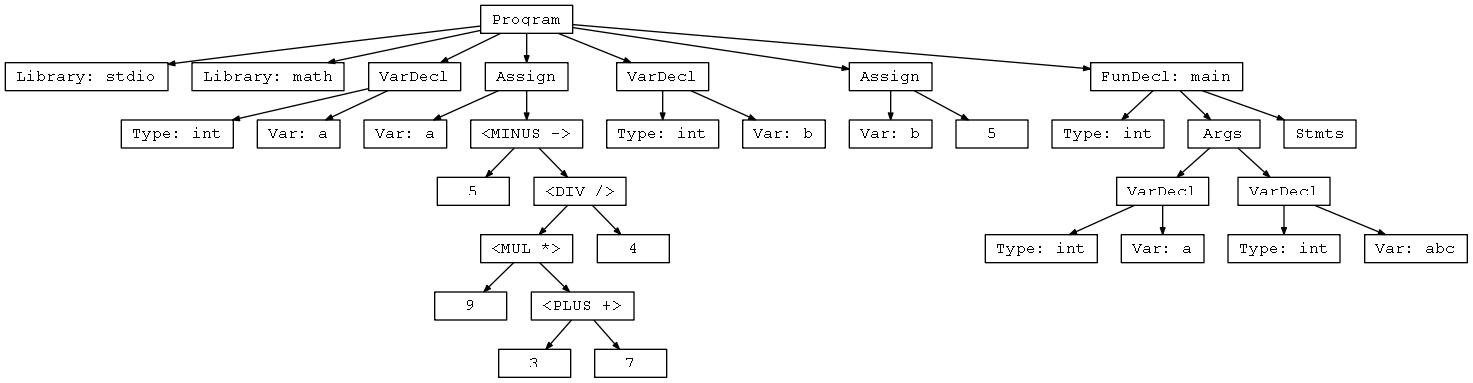 Program
Library: stdio Library: math VarDecl Assign VarDecl Assign FunDecl: main
Type: int Var: a Var: a <MINUS -> Type: int Var: b Var: b 5 Type: int Args Stmts
5 <DIV /> VarDecl VarDecl
<MUL *> 4 Type: int Var: a Type: int Var: abc
9 <PLUS +>
3 7